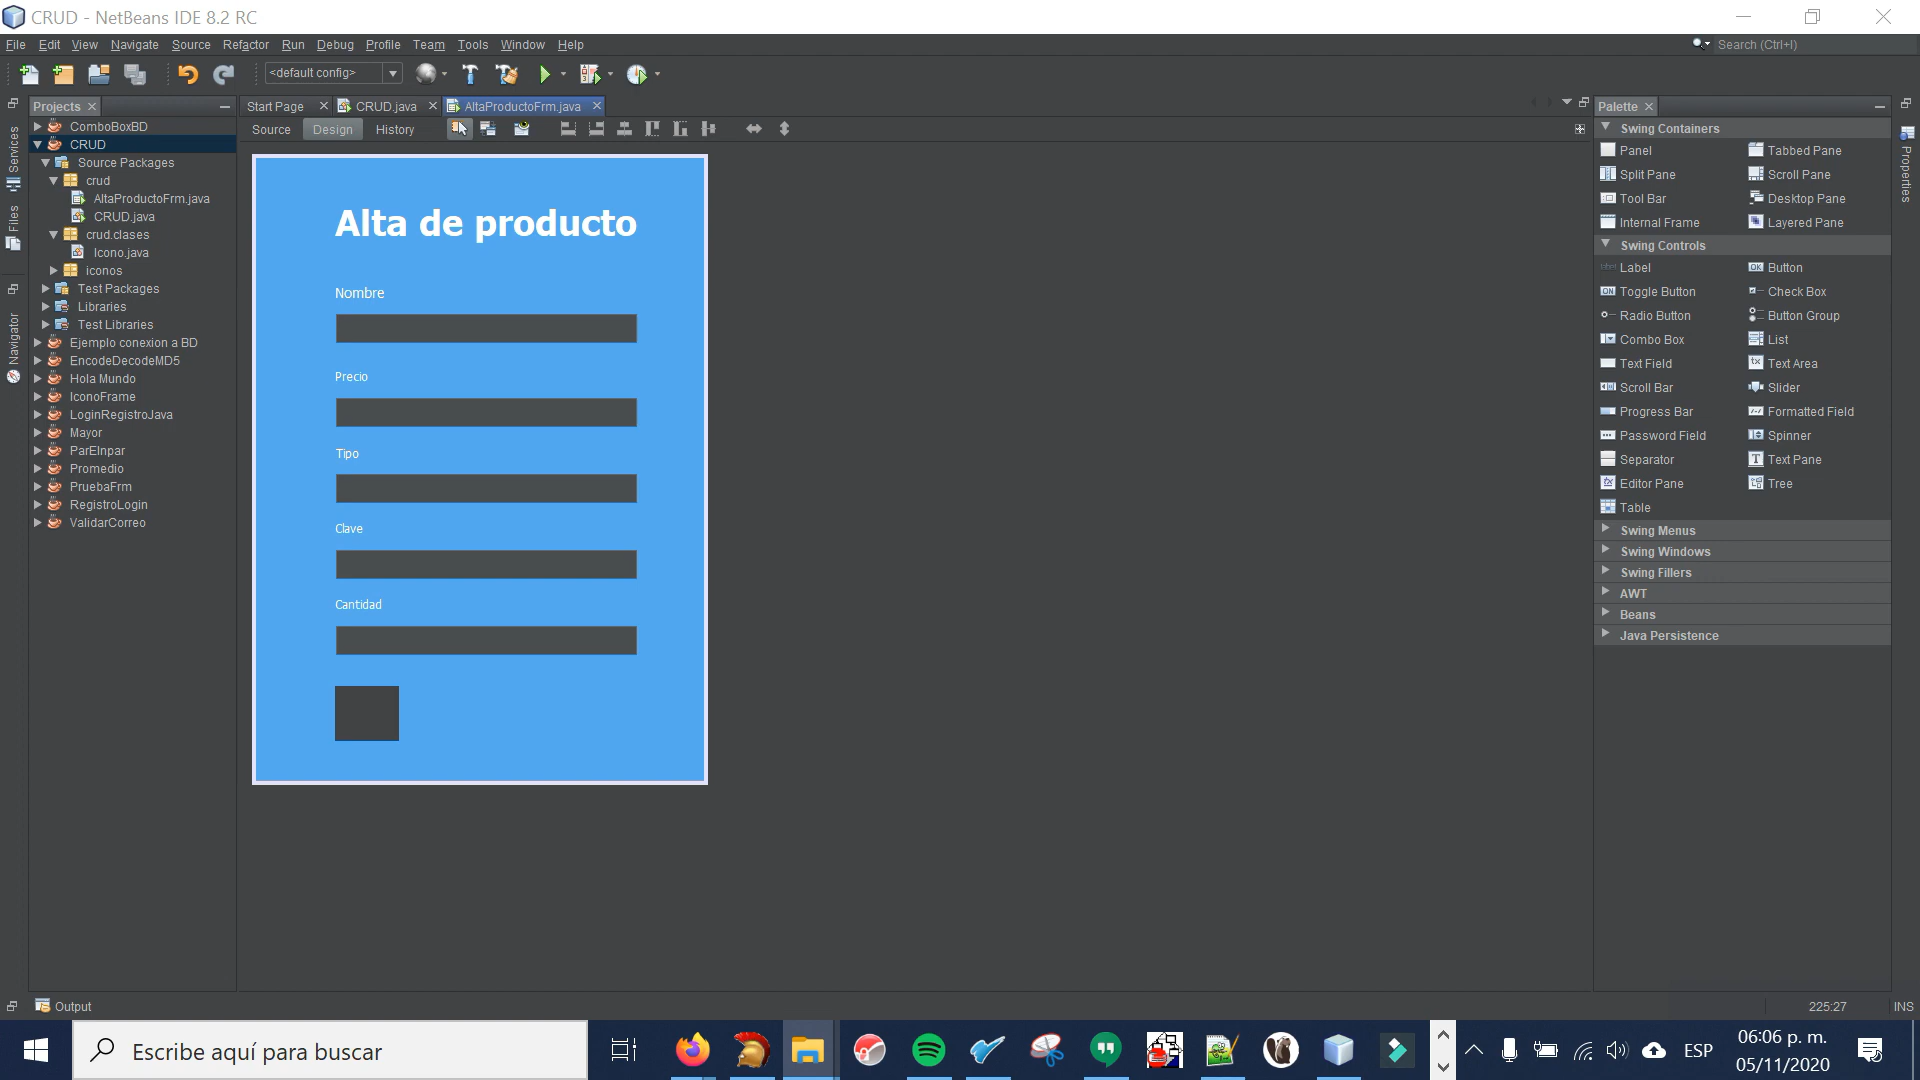 CRUD - NetBeans IDE 8.2 RC
File Edit View Navigate Source Refactor Run Debug Profile Team Tools Window Help
Search (Ctrl+I)
<default config>
Projects
Start Page
CRUD.java
AltaProductoFrm.java
Palette
Source
Design
History
Services
Files
Navigator
Properties
ComboBoxBD
CRUD
Source Packages
crud
AltaProductoFrm.java
CRUD.java
crud.clases
Icono.java
iconos
Test Packages
Libraries
Test Libraries
Ejemplo conexion a BD
EncodeDecodeMD5
Hola Mundo
IconoFrame
LoginRegistroJava
Mayor
ParEInpar
Promedio
PruebaFrm
RegistroLogin
ValidarCorreo
Alta de producto
Nombre
Precio
Tipo
Clave
Cantidad
Swing Containers
Panel Tabbed Pane
Split Pane Scroll Pane
Tool Bar Desktop Pane
Internal Frame Layered Pane
Swing Controls
Label Button
Toggle Button Check Box
Radio Button Button Group
Combo Box List
Text Field Text Area
Scroll Bar Slider
Progress Bar Formatted Field
Password Field Spinner
Separator Text Pane
Editor Pane Tree
Table
Swing Menus
Swing Windows
Swing Fillers
AWT
Beans
Java Persistence
Output
225:27 INS
Escribe aquí para buscar
ESP
06:06 p. m.
05/11/2020